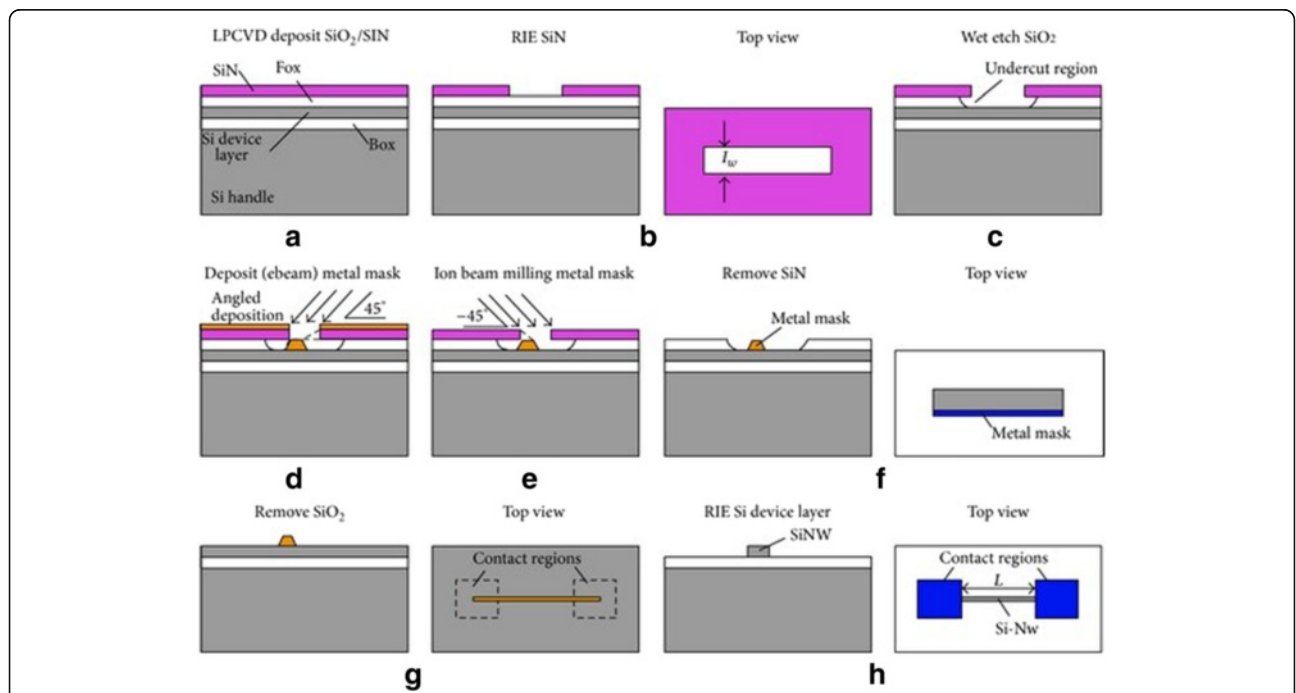 LPCVD deposit SiO2/SIN
RIE SiN
Top view
Wet etch SiO2
SiN
Fox
Undercut region
Si device
layer
Box
lw
Si handle
a
b
c
Deposit (ebeam) metal mask
Ion beam milling metal mask
Remove SiN
Top view
Angled
deposition
45°
−45°
Metal mask
Metal mask
d
e
f
Remove SiO2
Top view
RIE Si device layer
Top view
SiNW
Contact regions
Contact regions
L
Si-Nw
g
h